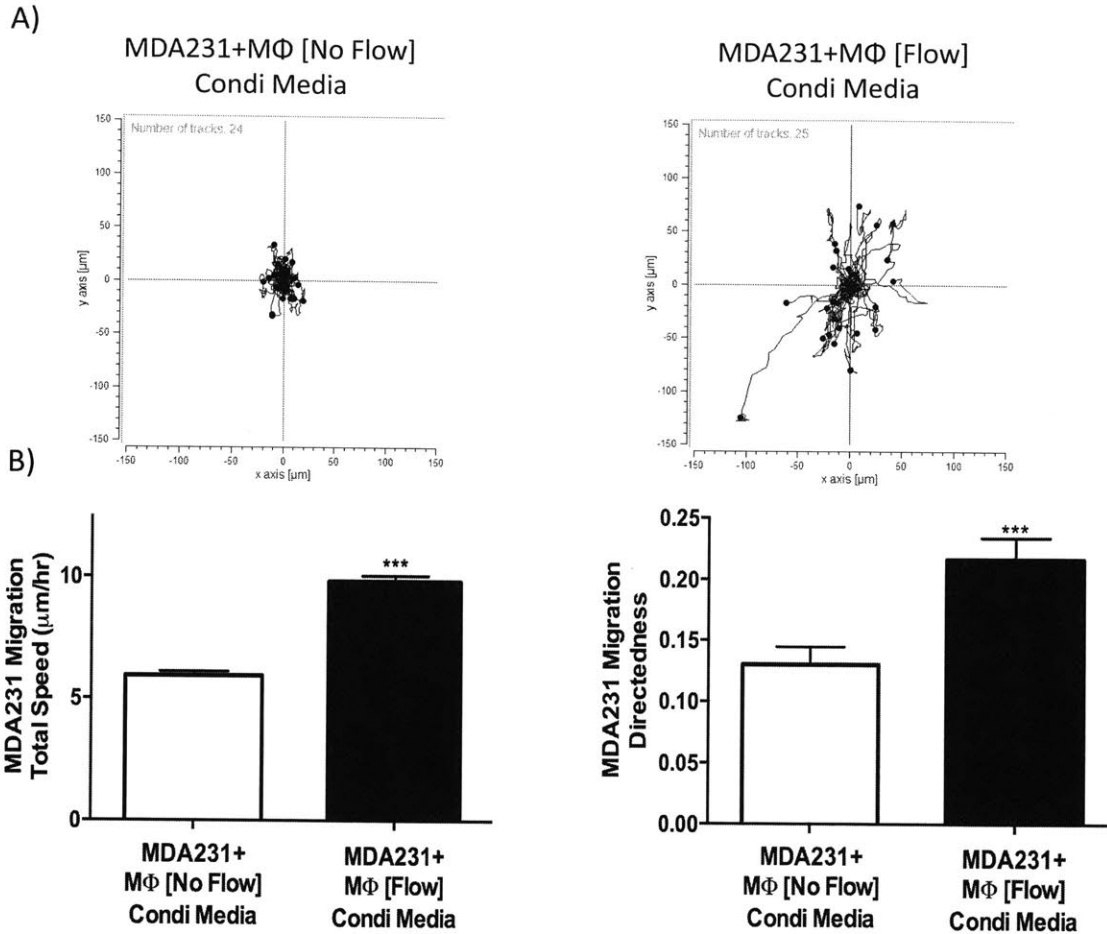 A)
MDA231+MΦ [No Flow]
Condi Media
Number of tracks: 24
150
100
50
0
-50
-100
-150
y axis [µm]
-150 -100 -50 0 50 100 150
x axis [µm]
MDA231+MΦ [Flow]
Condi Media
Number of tracks: 25
150
100
50
0
-50
-100
-150
y axis [µm]
-150 -100 -50 0 50 100 150
x axis [µm]
B)
MDA231 Migration
Total Speed (µm/hr)
10
5
0
***
MDA231+
MΦ [No Flow]
Condi Media
MDA231+
MΦ [Flow]
Condi Media
MDA231 Migration
Directedness
0.25
0.20
0.15
0.10
0.05
0.00
***
MDA231+
MΦ [No Flow]
Condi Media
MDA231+
MΦ [Flow]
Condi Media